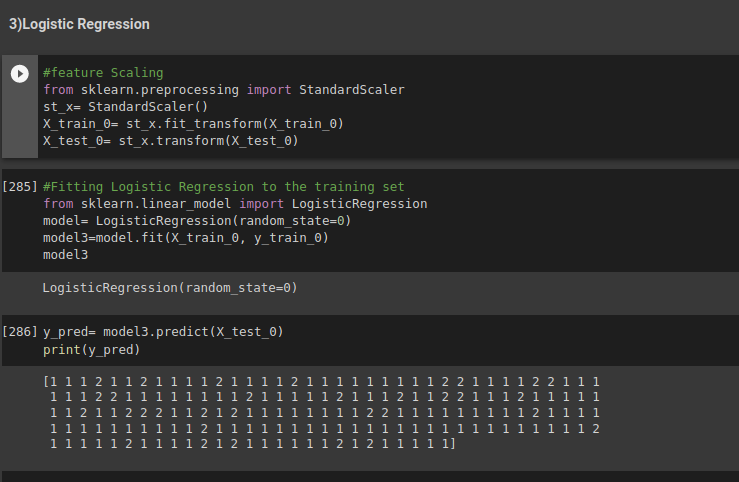 3)Logistic Regression
#feature Scaling
from sklearn.preprocessing import StandardScaler
st_x= StandardScaler()
X_train_0= st_x.fit_transform(X_train_0)
X_test_0= st_x.transform(X_test_0)
[285] #Fitting Logistic Regression to the training set
from sklearn.linear_model import LogisticRegression
model= LogisticRegression(random_state=0)
model3=model.fit(X_train_0, y_train_0)
model3
LogisticRegression(random_state=0)
[286] y_pred= model3.predict(X_test_0)
print(y_pred)
[1 1 1 2 1 1 2 1 1 1 1 2 1 1 1 1 2 1 1 1 1 1 1 1 1 1 2 2 1 1 1 1 2 2 1 1 1
1 1 1 2 2 1 1 1 1 1 1 1 1 2 1 1 1 1 1 2 1 1 1 2 1 1 2 2 1 1 1 2 1 1 1 1 1
1 1 2 1 1 2 2 2 1 1 2 1 2 1 1 1 1 1 1 1 1 2 2 1 1 1 1 1 1 1 1 1 2 1 1 1 1
1 1 1 1 1 1 1 1 1 1 2 1 1 1 1 1 1 1 1 1 1 1 1 1 1 1 1 1 1 1 1 1 1 1 1 1 2
1 1 1 1 1 2 1 1 1 1 2 1 2 1 1 1 1 1 1 2 1 2 1 1 1 1 1]